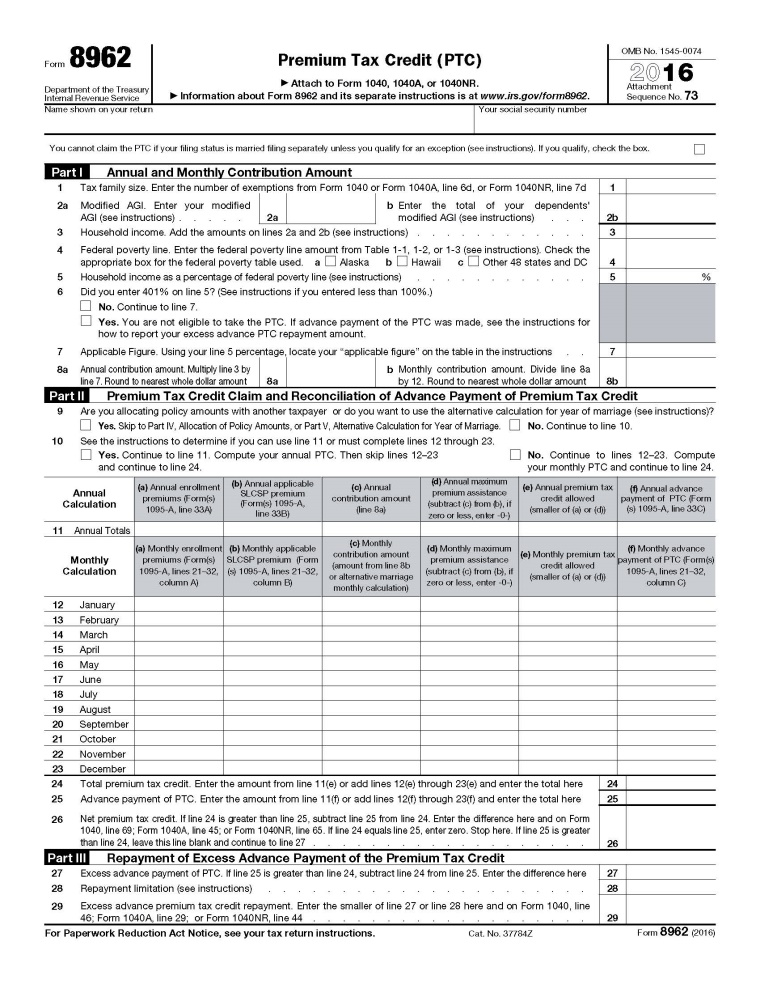 Form 8962
Department of the Treasury
Internal Revenue Service
Premium Tax Credit (PTC)
▶ Attach to Form 1040, 1040A, or 1040NR.
▶ Information about Form 8962 and its separate instructions is at www.irs.gov/form8962.
OMB No. 1545-0074
2016
Attachment
Sequence No. 73
Name shown on your return
Your social security number
You cannot claim the PTC if your filing status is married filing separately unless you qualify for an exception (see instructions). If you qualify, check the box.
Part I Annual and Monthly Contribution Amount
1 Tax family size. Enter the number of exemptions from Form 1040 or Form 1040A, line 6d, or Form 1040NR, line 7d 1
2a Modified AGI. Enter your modified
AGI (see instructions) . . . . . 2a
b Enter the total of your dependents'
modified AGI (see instructions) . . . 2b
3 Household income. Add the amounts on lines 2a and 2b (see instructions) . . . . . . . . . . . 3
4 Federal poverty line. Enter the federal poverty line amount from Table 1-1, 1-2, or 1-3 (see instructions). Check the
appropriate box for the federal poverty table used. a Alaska b Hawaii c Other 48 states and DC 4
5 Household income as a percentage of federal poverty line (see instructions) . . . . . . . . . . . 5 %
6 Did you enter 401% on line 5? (See instructions if you entered less than 100%.)
No. Continue to line 7.
Yes. You are not eligible to take the PTC. If advance payment of the PTC was made, see the instructions for
how to report your excess advance PTC repayment amount.
7 Applicable Figure. Using your line 5 percentage, locate your “applicable figure” on the table in the instructions . . 7
8a Annual contribution amount. Multiply line 3 by
line 7. Round to nearest whole dollar amount 8a
b Monthly contribution amount. Divide line 8a
by 12. Round to nearest whole dollar amount 8b
Part II Premium Tax Credit Claim and Reconciliation of Advance Payment of Premium Tax Credit
9 Are you allocating policy amounts with another taxpayer or do you want to use the alternative calculation for year of marriage (see instructions)?
Yes. Skip to Part IV, Allocation of Policy Amounts, or Part V, Alternative Calculation for Year of Marriage. No. Continue to line 10.
10 See the instructions to determine if you can use line 11 or must complete lines 12 through 23.
Yes. Continue to line 11. Compute your annual PTC. Then skip lines 12–23
and continue to line 24.
No. Continue to lines 12–23. Compute
your monthly PTC and continue to line 24.
Annual
Calculation
(a) Annual enrollment
premiums (Form(s)
1095-A, line 33A)
(b) Annual applicable
SLCSP premium
(Form(s) 1095-A,
line 33B)
(c) Annual
contribution amount
(line 8a)
(d) Annual maximum
premium assistance
(subtract (c) from (b), if
zero or less, enter -0-)
(e) Annual premium tax
credit allowed
(smaller of (a) or (d))
(f) Annual advance
payment of PTC (Form
(s) 1095-A, line 33C)
11 Annual Totals
Monthly
Calculation
(a) Monthly enrollment
premiums (Form(s)
1095-A, lines 21–32,
column A)
(b) Monthly applicable
SLCSP premium (Form
(s) 1095-A, lines 21–32,
column B)
(c) Monthly
contribution amount
(amount from line 8b
or alternative marriage
monthly calculation)
(d) Monthly maximum
premium assistance
(subtract (c) from (b), if
zero or less, enter -0-)
(e) Monthly premium tax
credit allowed
(smaller of (a) or (d))
(f) Monthly advance
payment of PTC (Form(s)
1095-A, lines 21–32,
column C)
12 January
13 February
14 March
15 April
16 May
17 June
18 July
19 August
20 September
21 October
22 November
23 December
24 Total premium tax credit. Enter the amount from line 11(e) or add lines 12(e) through 23(e) and enter the total here 24
25 Advance payment of PTC. Enter the amount from line 11(f) or add lines 12(f) through 23(f) and enter the total here 25
26 Net premium tax credit. If line 24 is greater than line 25, subtract line 25 from line 24. Enter the difference here and on Form
1040, line 69; Form 1040A, line 45; or Form 1040NR, line 65. If line 24 equals line 25, enter zero. Stop here. If line 25 is greater
than line 24, leave this line blank and continue to line 27 . . . . . . . . . . . . . . . . . . 26
Part III Repayment of Excess Advance Payment of the Premium Tax Credit
27 Excess advance payment of PTC. If line 25 is greater than line 24, subtract line 24 from line 25. Enter the difference here 27
28 Repayment limitation (see instructions) . . . . . . . . . . . . . . . . . . . . 28
29 Excess advance premium tax credit repayment. Enter the smaller of line 27 or line 28 here and on Form 1040, line
46; Form 1040A, line 29; or Form 1040NR, line 44 . . . . . . . . . . . . . . . . . . 29
For Paperwork Reduction Act Notice, see your tax return instructions.
Cat. No. 37784Z
Form 8962 (2016)